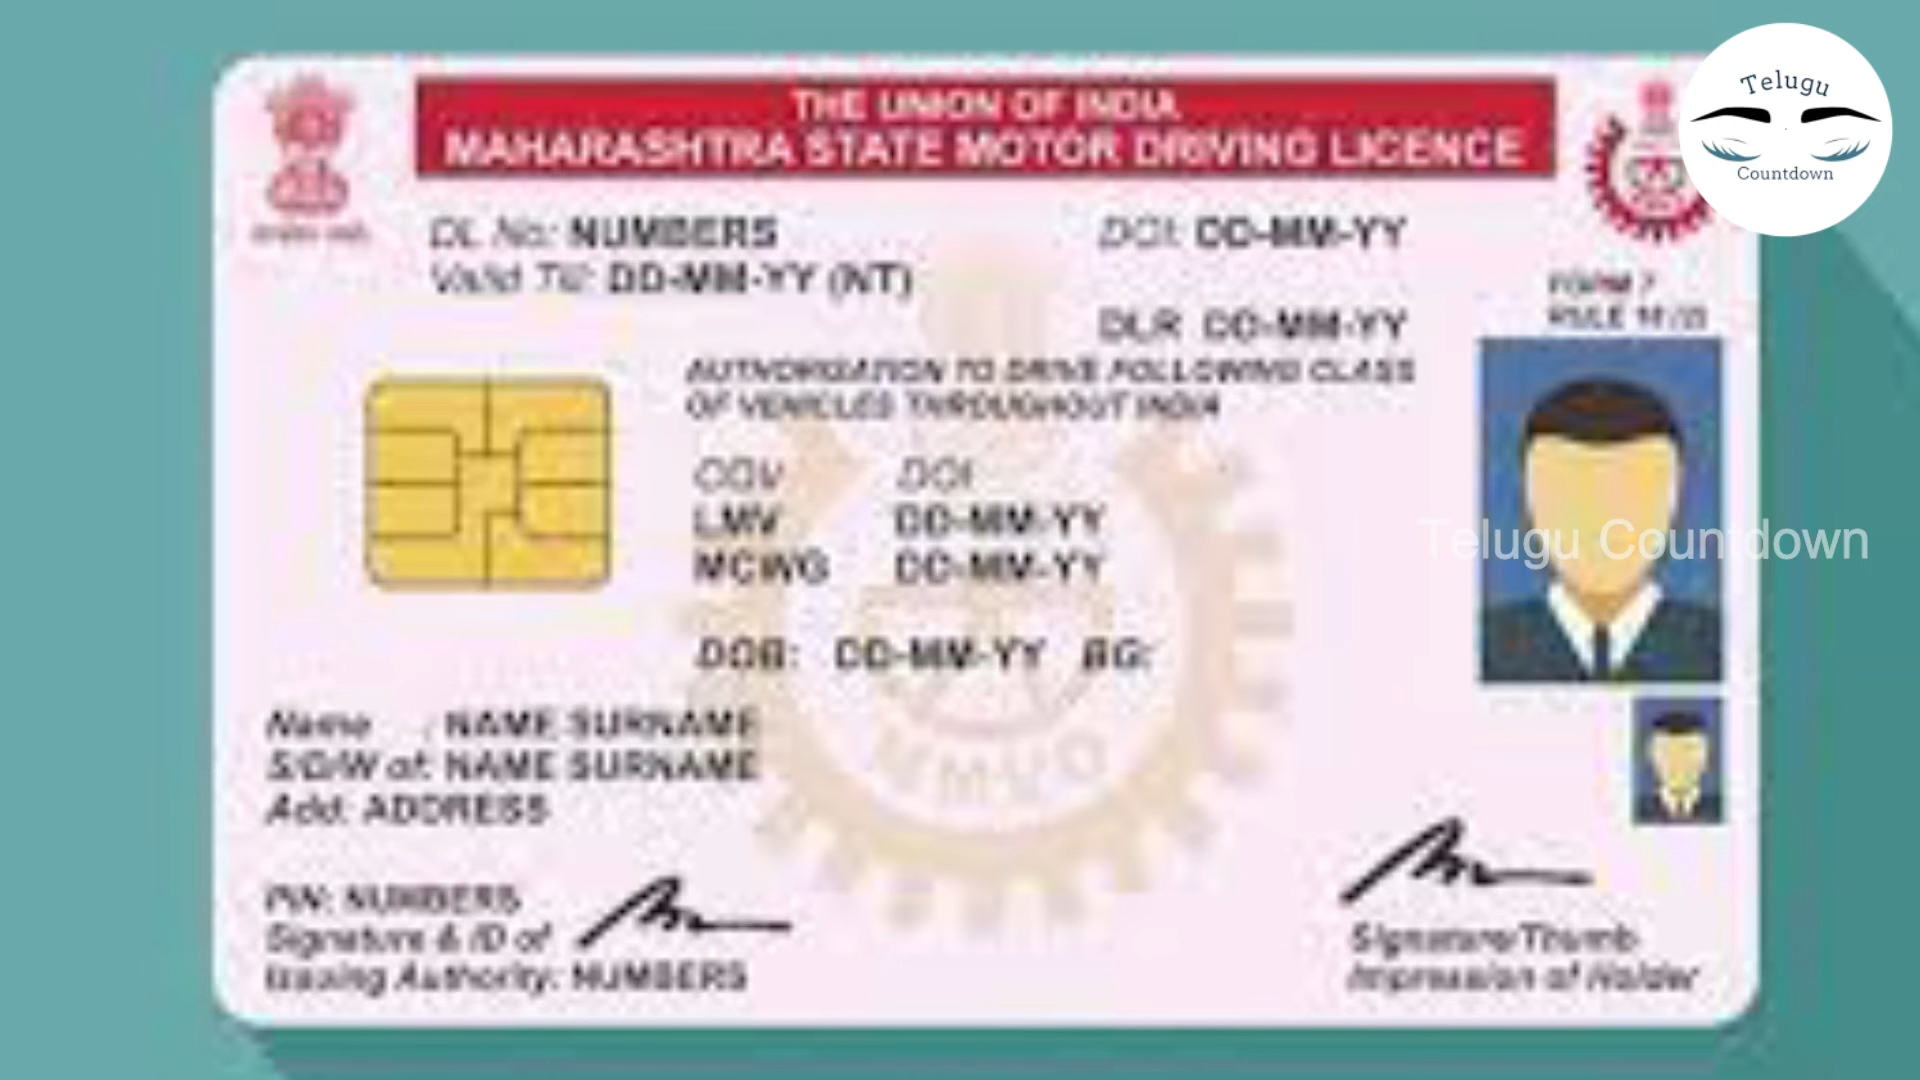 Telugu
Countdown
THE UNION OF INDIA
MAHARASHTRA STATE MOTOR DRIVING LICENCE
DL No: NUMBERS
DOI: DD-MM-YY
Valid Till: DD-MM-YY (NT)
DLR DD-MM-YY
FORM 7
RULE
AUTHORISATION TO DRIVE FOLLOWING CLASS
OF VEHICLES THROUGHOUT INDIA
COV DOI
LMV DD-MM-YY
MCWG DD-MM-YY
Telugu Countdown
DOB: DD-MM-YY BG:
Name : NAME SURNAME
S/D/W of: NAME SURNAME
Add: ADDRESS
PIN: NUMBERS
Signature & ID of
Issuing Authority: NUMBERS
Signature/Thumb
Impression of Holder